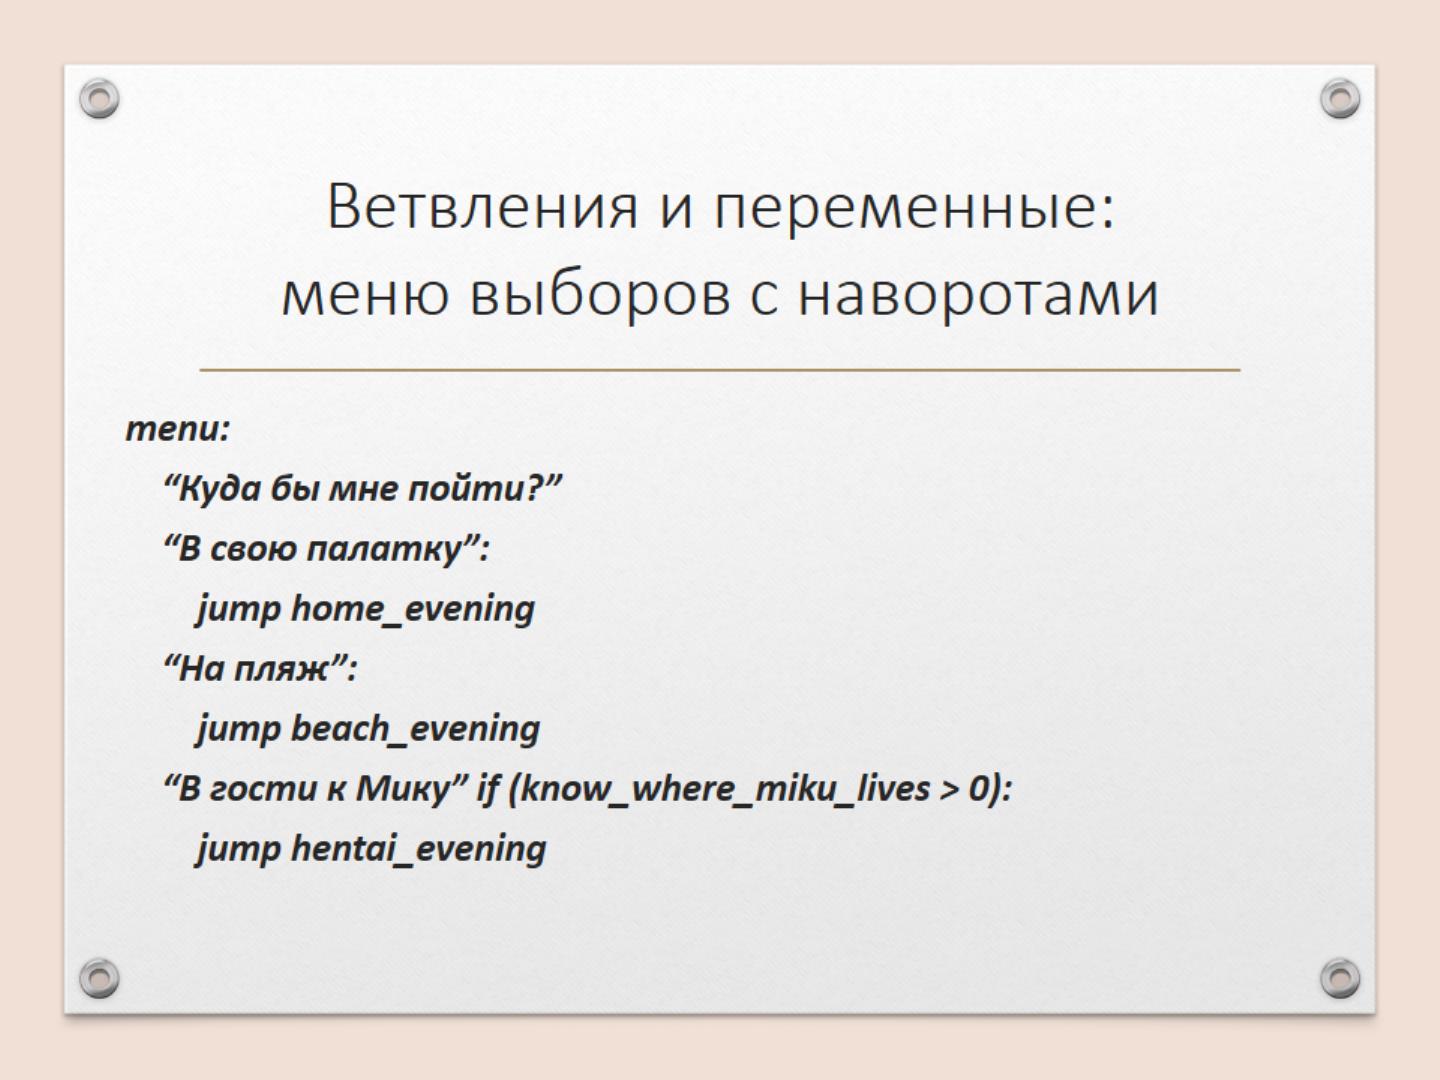 Ветвления и переменные:
меню выборов с наворотами
menu:
“Куда бы мне пойти?”
“В свою палатку”:
jump home_evening
“На пляж”:
jump beach_evening
“В гости к Мику” if (know_where_miku_lives > 0):
jump hentai_evening